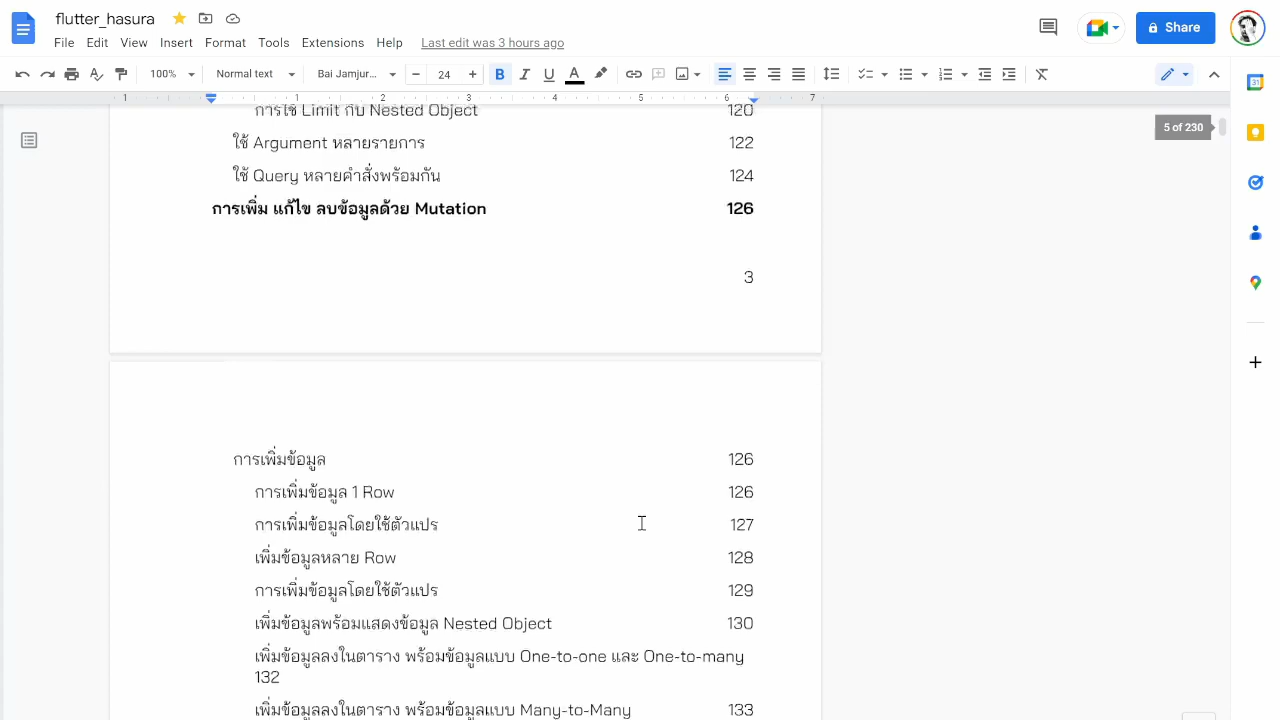 flutter_hasura
File Edit View Insert Format Tools Extensions Help Last edit was 3 hours ago
Share
100% Normal text Bai Jamjur... 24 B I U A
1 1 2 3 4 5 6 7
5 of 230
การใช้ Limit กับ Nested Object 120
ใช้ Argument หลายรายการ 122
ใช้ Query หลายคำสั่งพร้อมกัน 124
การเพิ่ม แก้ไข ลบข้อมูลด้วย Mutation 126
3
การเพิ่มข้อมูล 126
การเพิ่มข้อมูล 1 Row 126
การเพิ่มข้อมูลโดยใช้ตัวแปร 127
เพิ่มข้อมูลหลาย Row 128
การเพิ่มข้อมูลโดยใช้ตัวแปร 129
เพิ่มข้อมูลพร้อมแสดงข้อมูล Nested Object 130
เพิ่มข้อมูลลงในตาราง พร้อมข้อมูลแบบ One-to-one และ One-to-many
132
เพิ่มข้อมูลลงในตาราง พร้อมข้อมูลแบบ Many-to-Many 133